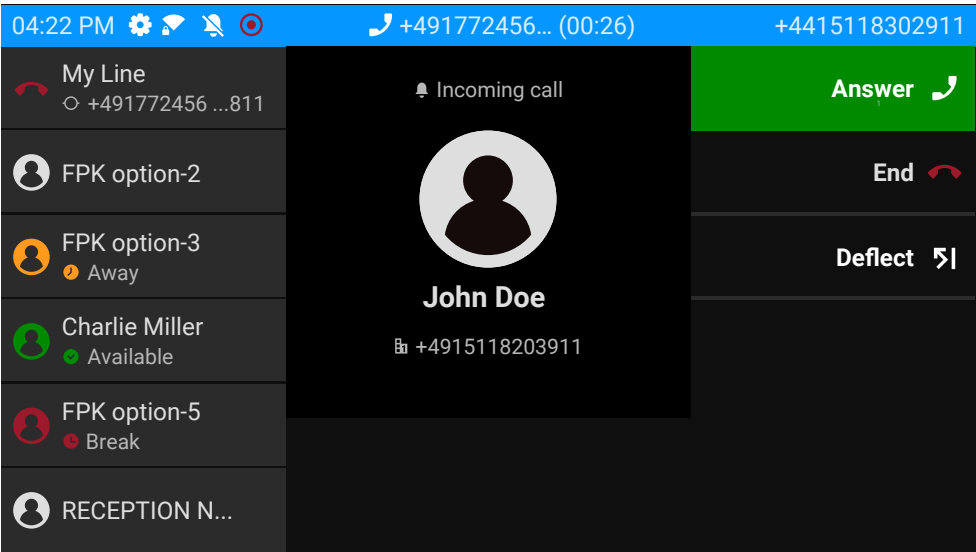 04:22 PM
+491772456... (00:26)
+4415118302911
My Line
+491772456 ...811
FPK option-2
FPK option-3
Away
Charlie Miller
Available
FPK option-5
Break
RECEPTION N...
Incoming call
John Doe
+4915118203911
Answer
End
Deflect